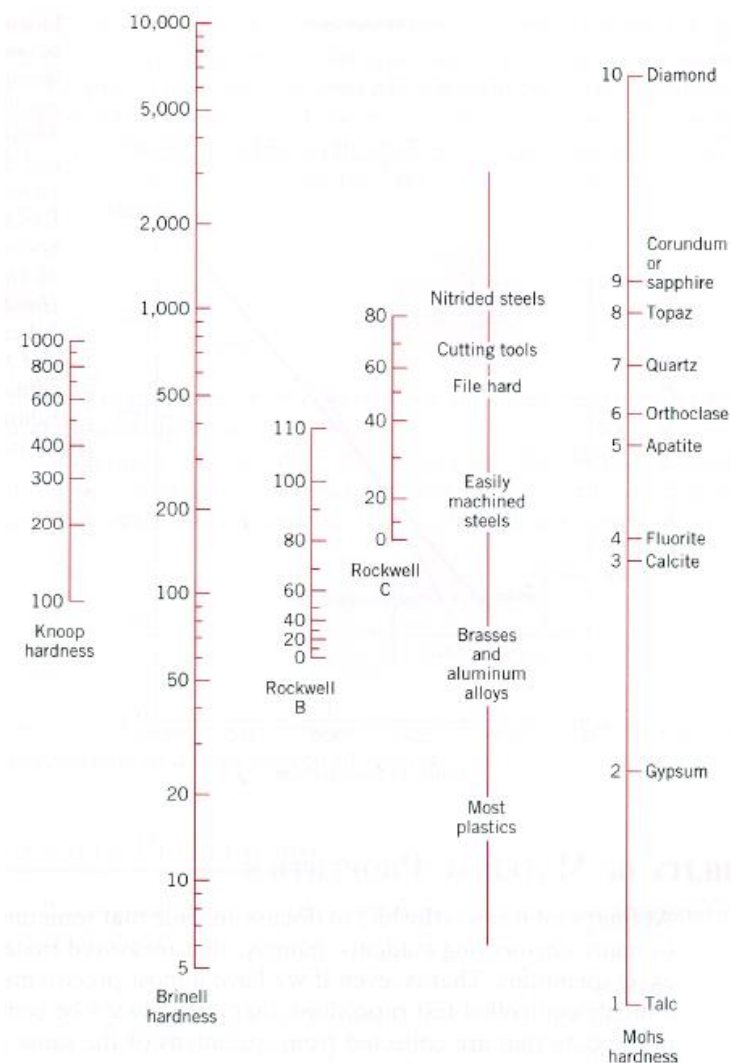 10,000
5,000
2,000
1,000
500
200
100
50
20
10
5
Brinell
hardness
1000
800
600
400
300
200
100
Knoop
hardness
110
100
80
60
40
20
0
Rockwell
B
80
60
40
20
0
Rockwell
C
Nitrided steels
Cutting tools
File hard
Easily
machined
steels
Brasses
and
aluminum
alloys
Most
plastics
10 Diamond
Corundum
or
9 sapphire
8 Topaz
7 Quartz
6 Orthoclase
5 Apatite
4 Fluorite
3 Calcite
2 Gypsum
1 Talc
Mohs
hardness